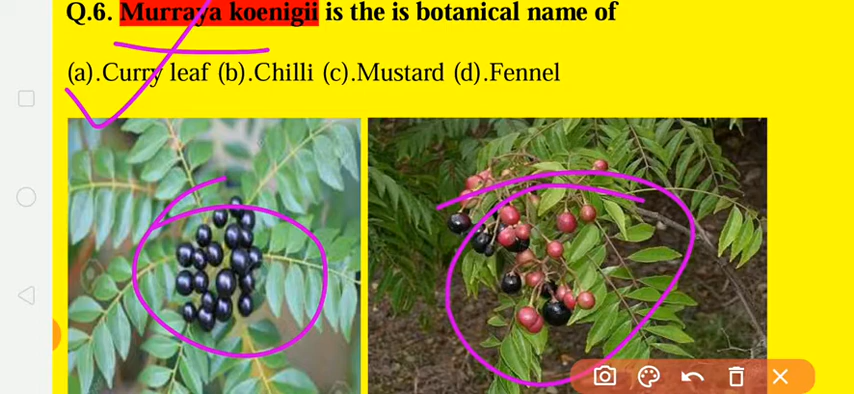 Q.6. Murraya koenigii is the is botanical name of
(a).Curry leaf (b).Chilli (c).Mustard (d).Fennel